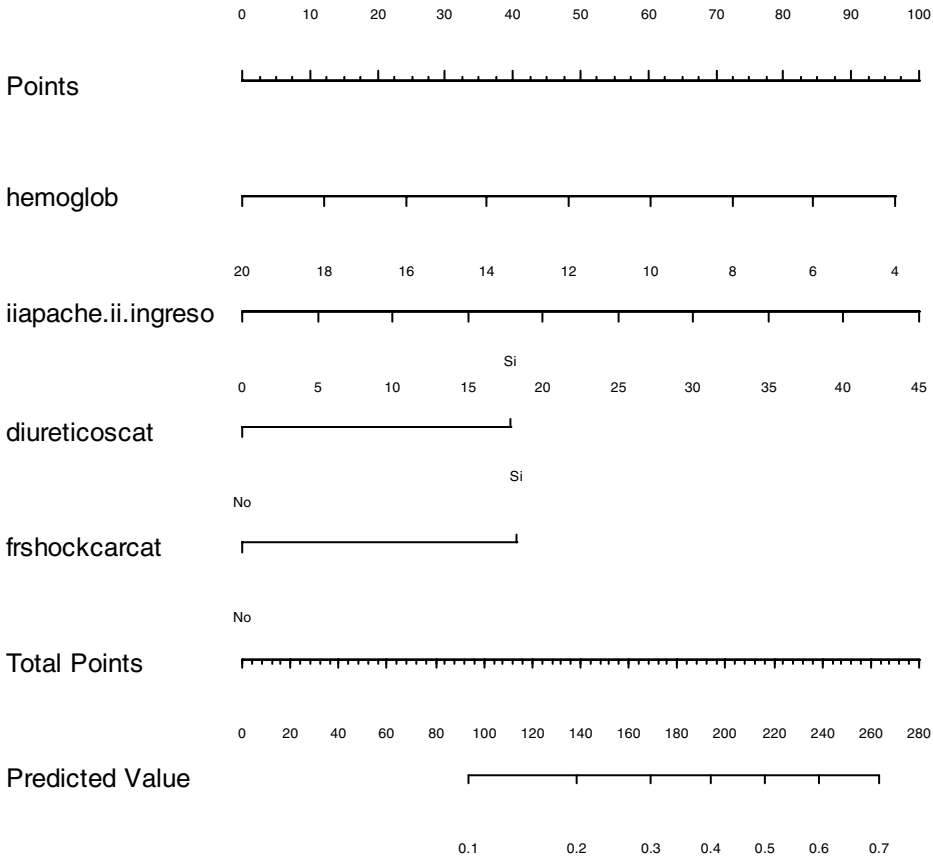 0 10 20 30 40 50 60 70 80 90 100
Points
hemoglob
20 18 16 14 12 10 8 6 4
iiapache.ii.ingreso
Si
0 5 10 15 20 25 30 35 40 45
diureticoscat
Si
No
frshockcarcat
No
Total Points
0 20 40 60 80 100 120 140 160 180 200 220 240 260 280
Predicted Value
0.1 0.2 0.3 0.4 0.5 0.6 0.7